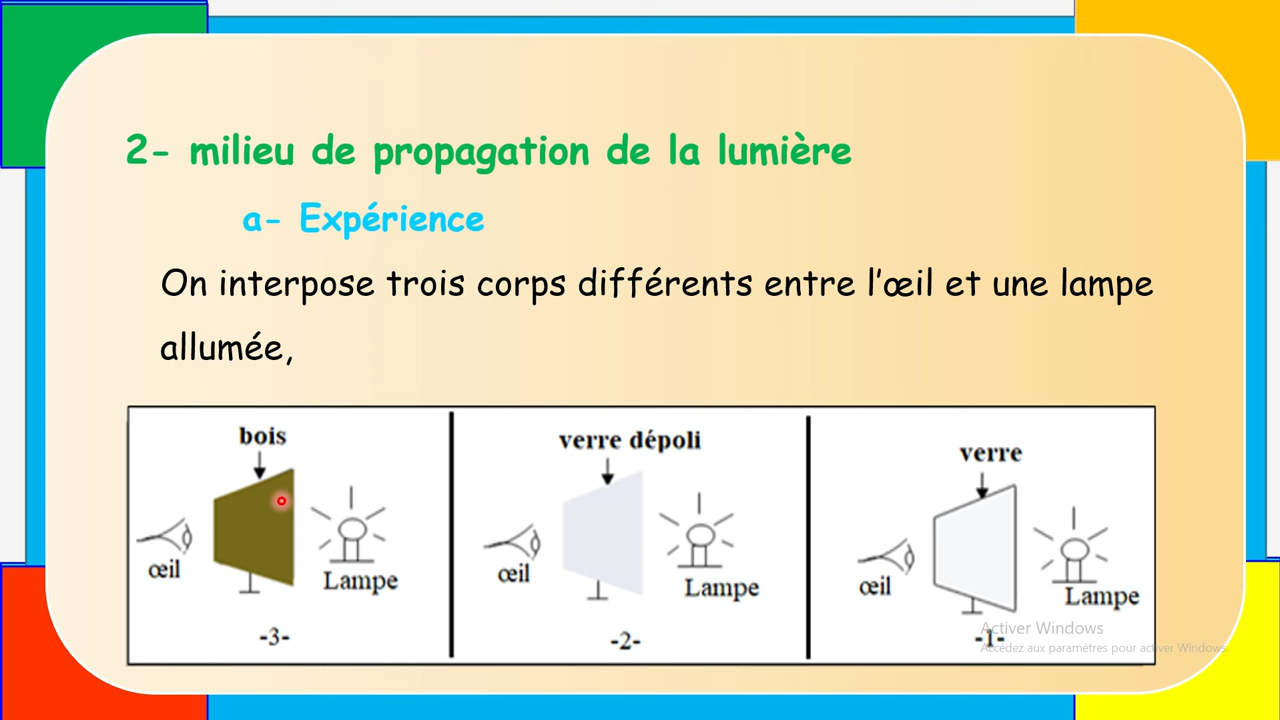 2- milieu de propagation de la lumière
a- Expérience
On interpose trois corps différents entre l'œil et une lampe
allumée,
bois
œil
Lampe
-3-
verre dépoli
œil
Lampe
-2-
verre
œil
Lampe
-1-
Activer Windows
Accédez aux paramètres pour activer Windows.